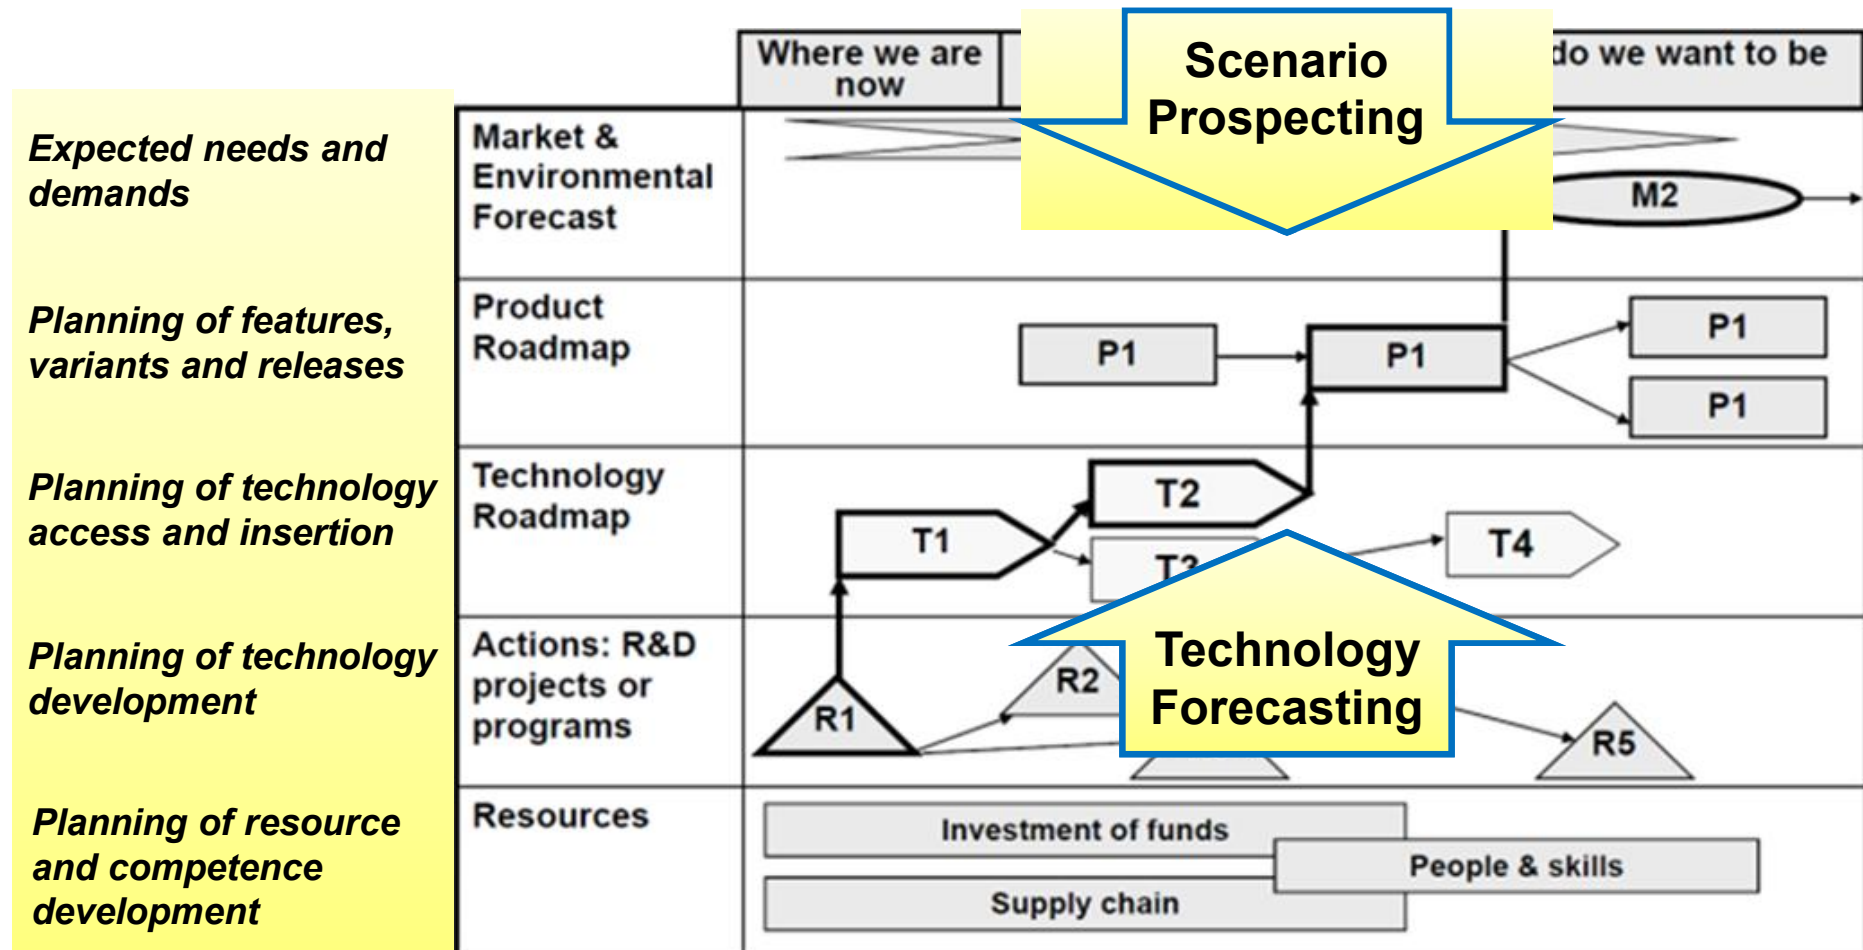 Where we are
now
Scenario
Prospecting
do we want to be
Expected needs and
demands
Market &
Environmental
Forecast
M2
Planning of features,
variants and releases
Product
Roadmap
P1
P1
P1
P1
Planning of technology
access and insertion
Technology
Roadmap
T1
T2
T3
T4
Planning of technology
development
Actions: R&D
projects or
programs
R1
R2
Technology
Forecasting
R5
Planning of resource
and competence
development
Resources
Investment of funds
People & skills
Supply chain